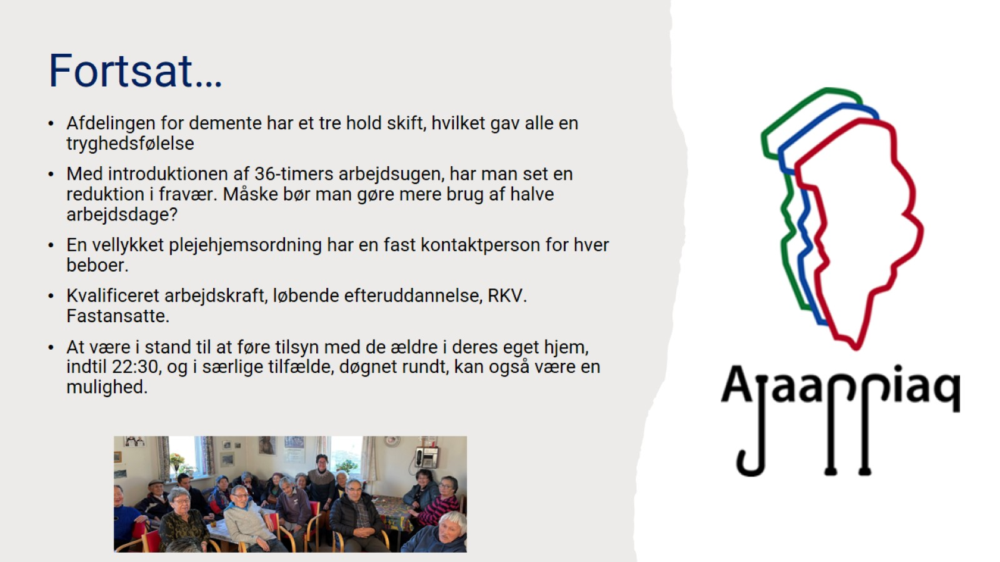 Fortsat...
• Afdelingen for demente har et tre hold skift, hvilket gav alle en
tryghedsfølelse
• Med introduktionen af 36-timers arbejdsugen, har man set en
reduktion i fravær. Måske bør man gøre mere brug af halve
arbejdsdage?
• En vellykket plejehjemsordning har en fast kontaktperson for hver
beboer.
• Kvalificeret arbejdskraft, løbende efteruddannelse, RKV.
Fastansatte.
• At være i stand til at føre tilsyn med de ældre i deres eget hjem,
indtil 22:30, og i særlige tilfælde, døgnet rundt, kan også være en
mulighed.
Ajaappiaq